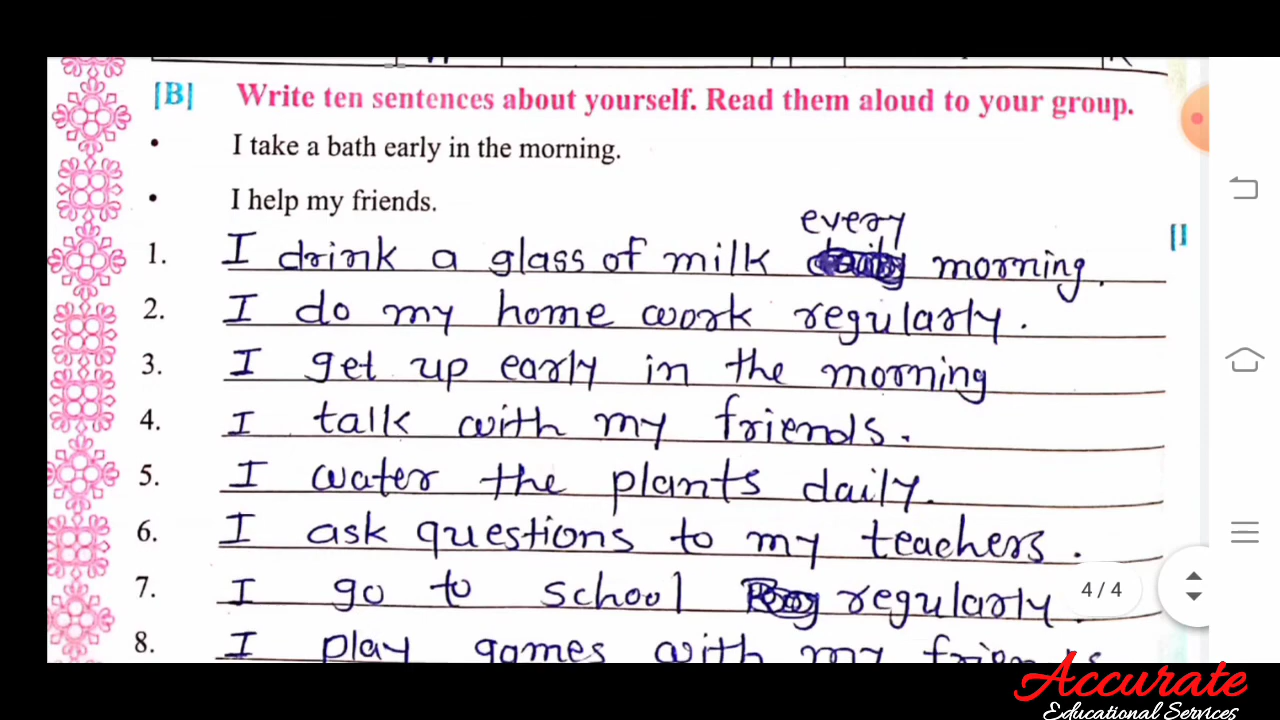 [B] Write ten sentences about yourself. Read them aloud to your group.
• I take a bath early in the morning.
• I help my friends.
every
1. I drink a glass of milk morning.
2. I do my home work regularly.
3. I get up early in the morning
4. I talk with my friends.
5. I water the plants daily.
6. I ask questions to my teachers.
7. I go to school regularly.
4/4
8. I play games with my friends
Accurate
Educational Services